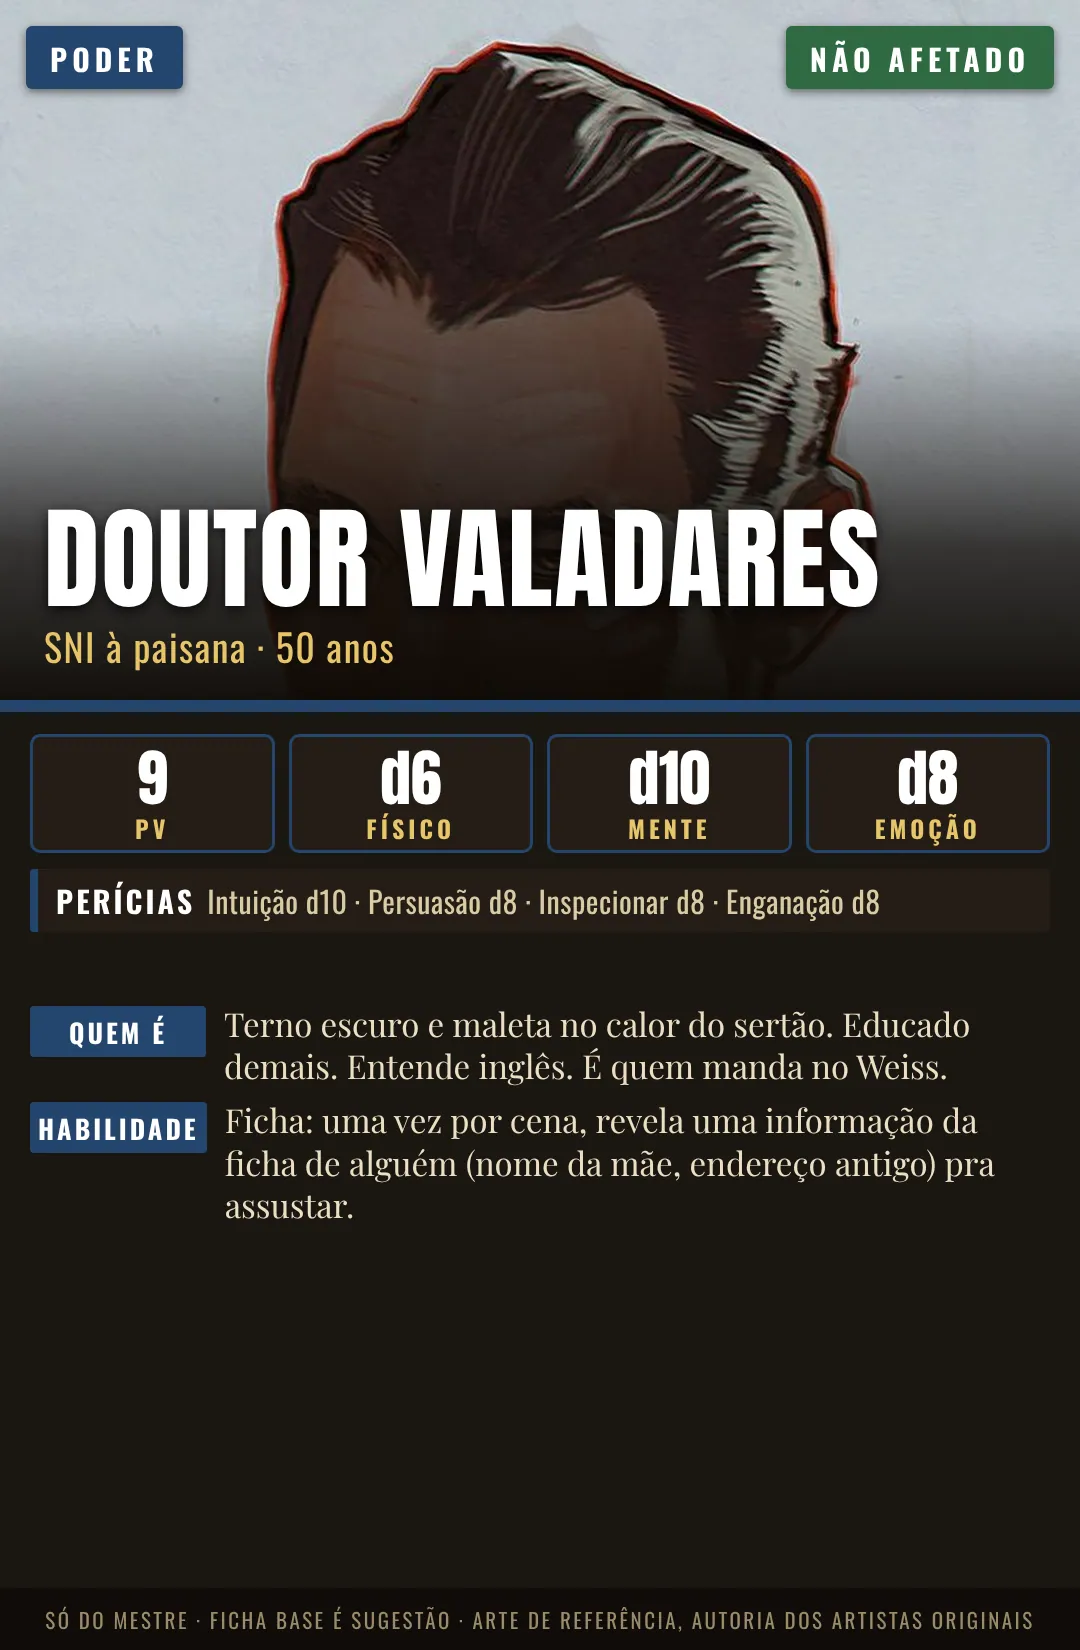 PODER
NÃO AFETADO
DOUTOR VALADARES
SNI à paisana · 50 anos
9
PV
d6
FÍSICO
d10
MENTE
d8
EMOÇÃO
PERÍCIAS Intuição d10 · Persuasão d8 · Inspecionar d8 · Enganação d8
QUEM É
Terno escuro e maleta no calor do sertão. Educado
demais. Entende inglês. É quem manda no Weiss.
HABILIDADE
Ficha: uma vez por cena, revela uma informação da
ficha de alguém (nome da mãe, endereço antigo) pra
assustar.
SÓ DO MESTRE · FICHA BASE É SUGESTÃO · ARTE DE REFERÊNCIA, AUTORIA DOS ARTISTAS ORIGINAIS